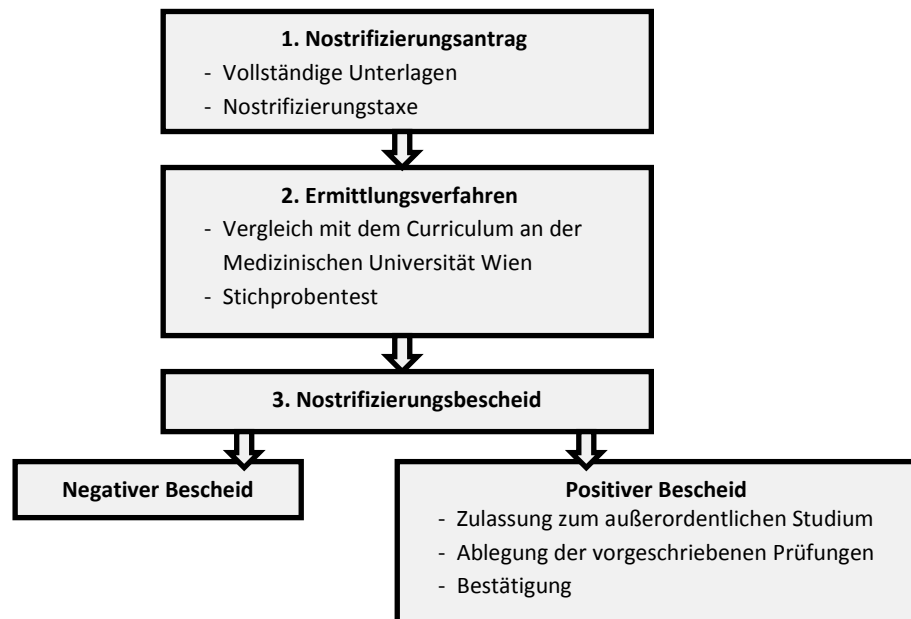 1. Nostrifizierungsantrag
- Vollständige Unterlagen
- Nostrifizierungstaxe
2. Ermittlungsverfahren
- Vergleich mit dem Curriculum an der
Medizinischen Universität Wien
- Stichprobentest
3. Nostrifizierungsbescheid
Negativer Bescheid
Positiver Bescheid
- Zulassung zum außerordentlichen Studium
- Ablegung der vorgeschriebenen Prüfungen
- Bestätigung